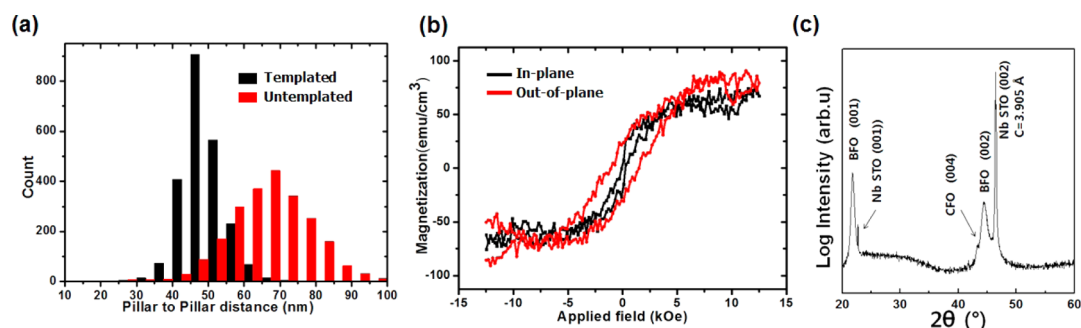 (a)
800
600
400
200
0
Count
Templated
Untemplated
10 20 30 40 50 60 70 80 90 100
Pillar to Pillar distance (nm)
(b)
100
75
50
25
0
-50
-75
-100
Magnetization(emu/cm³)
In-plane
Out-of-plane
-15 -10 -5 0 5 10 15
Applied field (kOe)
(c)
Log Intensity (arb.u)
BFO (001)
Nb STO (001))
CFO (004)
BFO (002)
Nb STO (002)
C=3.905 Å
20 30 40 50 60
2θ (°)